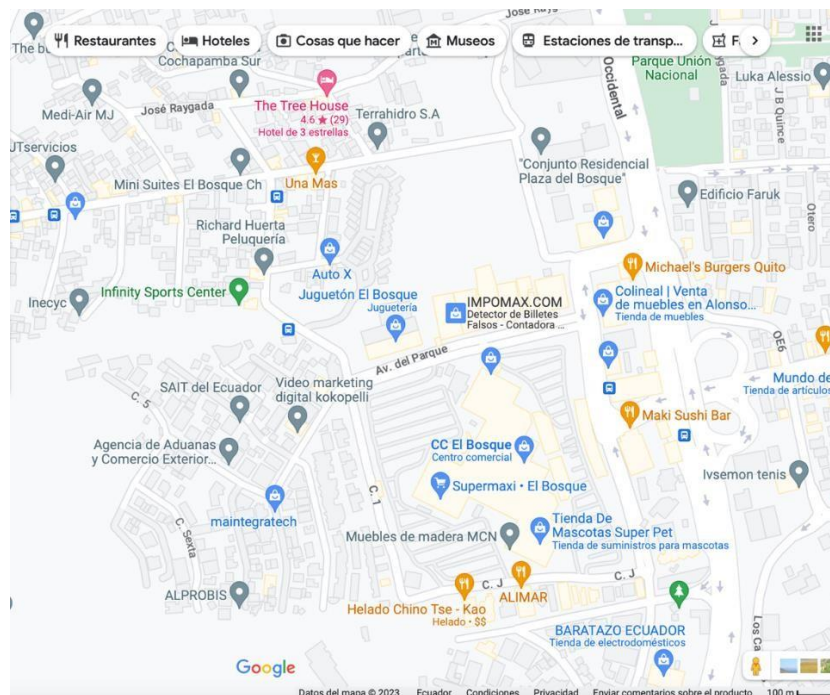 José Rayg
Restaurantes
Hoteles
Cosas que hacer
Museos
Estaciones de transp...
Cochapamba Sur
Parque Unión
Nacional
Luka Alessio
J B Quince
Occidental
Medi-Air MJ
José Raygada
The Tree House
4.6 ★ (29)
Hotel de 3 estrellas
Terrahidro S.A
JTservicios
Mini Suites El Bosque Ch
Una Mas
"Conjunto Residencial
Plaza del Bosque"
Edificio Faruk
Otero
Richard Huerta
Peluquería
Auto X
Michael's Burgers Quito
Infinity Sports Center
Inecyc
Juguetón El Bosque
Juguetería
IMPOMAX.COM
Detector de Billetes
Falsos - Contadora ...
Colineal | Venta
de muebles en Alonso...
Tienda de muebles
OE6
Av. del Parque
SAIT del Ecuador
Video marketing
digital kokopelli
C. 5
Mundo de
Tienda de artículos
Maki Sushi Bar
Agencia de Aduanas
y Comercio Exterior...
CC El Bosque
Centro comercial
Ivsemon tenis
Supermaxi • El Bosque
C. 1
maintegratech
C. Sexta
Muebles de madera MCN
Tienda De
Mascotas Super Pet
Tienda de suministros para mascotas
C. J
C. J
ALPROBIS
Helado Chino Tse - Kao
Helado • $$
ALIMAR
Los Ca
BARATAZO ECUADOR
Tienda de electrodomésticos
Google
Datos del mapa © 2023
Ecuador
Condiciones
Privacidad
Enviar comentarios sobre el producto
100 m